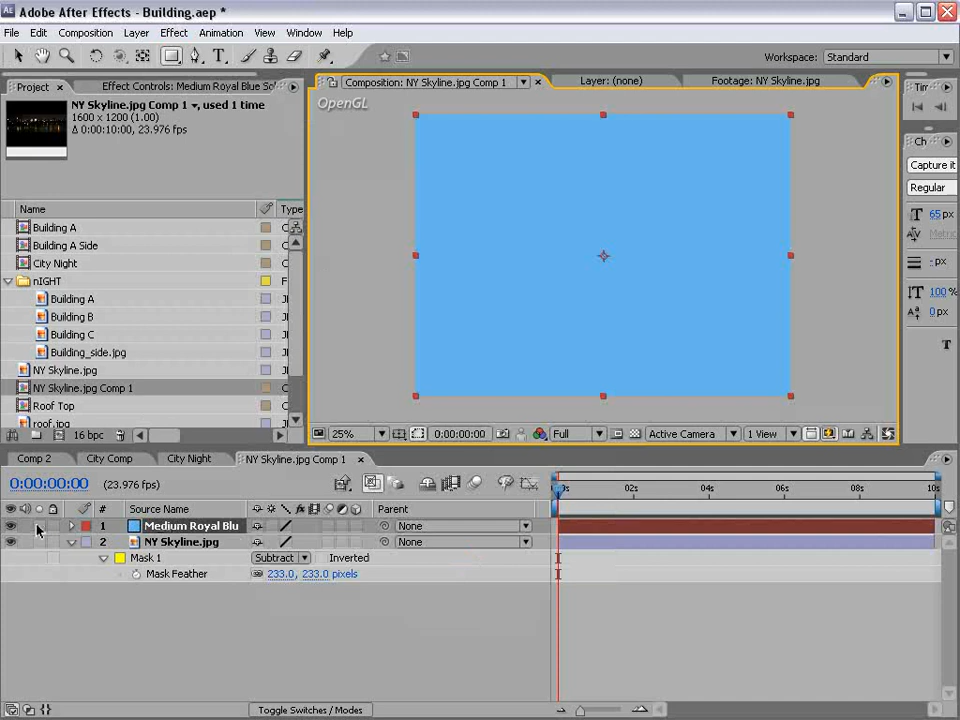 Adobe After Effects - Building.aep *
File Edit Composition Layer Effect Animation View Window Help
Workspace: Standard
Project × Effect Controls: Medium Royal Blue So
Composition: NY Skyline.jpg Comp 1 × Layer: (none) Footage: NY Skyline.jpg
NY Skyline.jpg Comp 1 , used 1 time
1600 x 1200 (1.00)
Δ 0:00:10:00, 23.976 fps
OpenGL
Ch
Capture it
Regular
65 px
Metric
- px
100 %
0 px
T
Name Type
Building A
Building A Side
City Night
nIGHT
Building A
Building B
Building C
Building_side.jpg
NY Skyline.jpg
NY Skyline.jpg Comp 1
Roof Top
roof.jpg
16 bpc
25% 0:00:00:00 Full Active Camera 1 View
Comp 2 City Comp City Night NY Skyline.jpg Comp 1 ×
0:00:00:00 (23.976 fps)
02s 04s 06s 08s 10s
# Source Name Parent
1 Medium Royal Blu None
2 NY Skyline.jpg None
Mask 1 Subtract Inverted
Mask Feather 233.0, 233.0 pixels
Toggle Switches / Modes